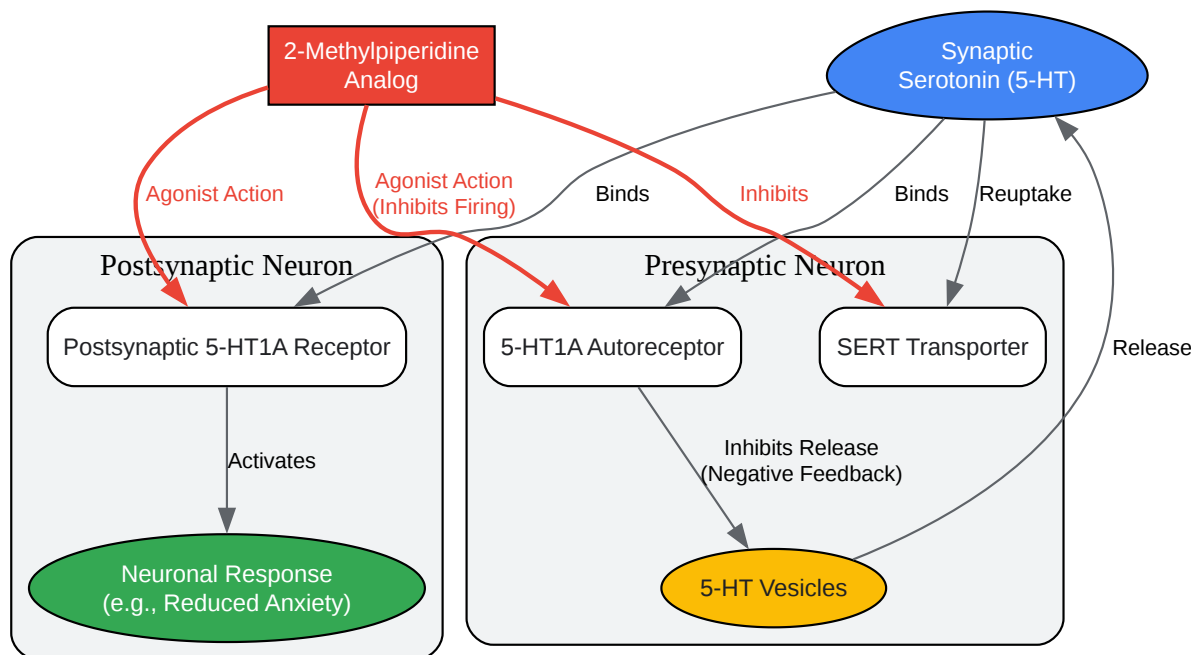 2-Methylpiperidine
Analog
Synaptic
Serotonin (5-HT)
Agonist Action
Agonist Action
(Inhibits Firing)
Inhibits
Binds
Binds
Reuptake
Postsynaptic Neuron
Presynaptic Neuron
Postsynaptic 5-HT1A Receptor
5-HT1A Autoreceptor
SERT Transporter
Release
Activates
Inhibits Release
(Negative Feedback)
Neuronal Response
(e.g., Reduced Anxiety)
5-HT Vesicles